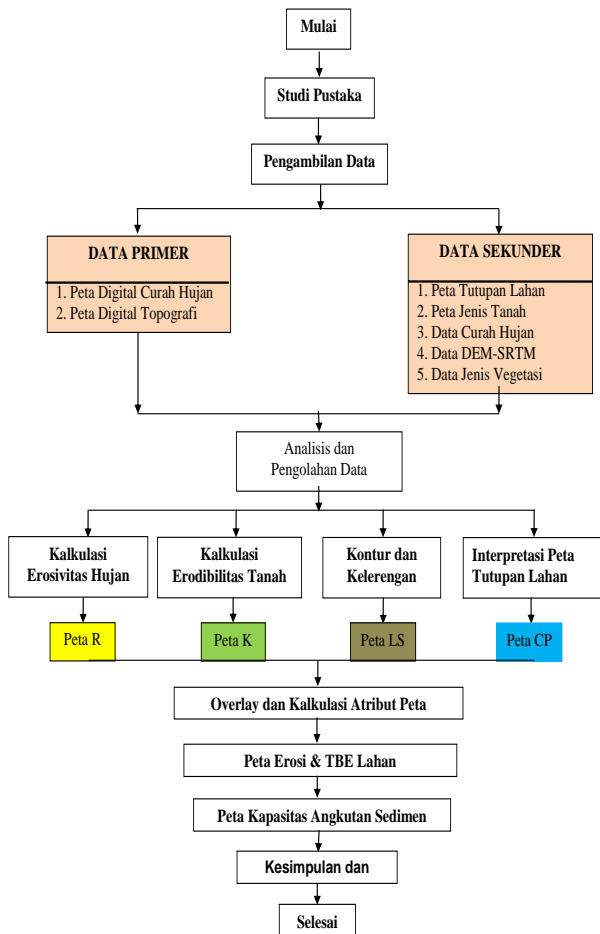 Mulai
Studi Pustaka
Pengambilan Data
DATA PRIMER
1. Peta Digital Curah Hujan
2. Peta Digital Topografi
DATA SEKUNDER
1. Peta Tutupan Lahan
2. Peta Jenis Tanah
3. Data Curah Hujan
4. Data DEM-SRTM
5. Data Jenis Vegetasi
Analisis dan
Pengolahan Data
Kalkulasi
Erosivitas Hujan
Kalkulasi
Erodibilitas Tanah
Kontur dan
Kelerengan
Interpretasi Peta
Tutupan Lahan
Peta R
Peta K
Peta LS
Peta CP
Overlay dan Kalkulasi Atribut Peta
Peta Erosi & TBE Lahan
Peta Kapasitas Angkutan Sedimen
Kesimpulan dan
Selesai